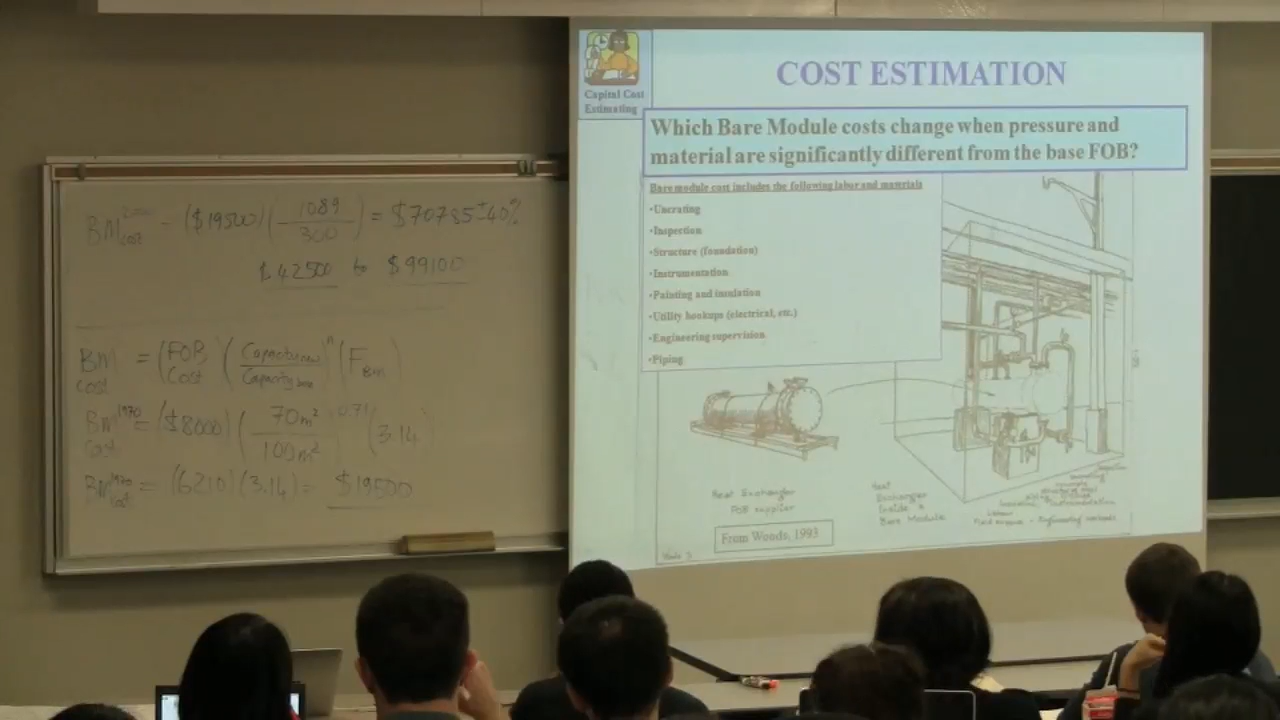 BM cost = ($19500) (1089/300) = $70785 ± 40%
$42500 to $99100
BM cost = (FOB Cost) (Capacity new/Capacity base)^n (F_BM)
BM cost 1970 = ($8000) (70m²/100m²)^0.71 (3.14)
BM cost 1970 = (6210)(3.14) = $19500
Capital Cost
Estimating
COST ESTIMATION
Which Bare Module costs change when pressure and
material are significantly different from the base FOB?
Bare module cost includes the following labor and materials
•Uncrating
•Inspection
•Structure (foundation)
•Instrumentation
•Painting and insulation
•Utility hookups (electrical, etc.)
•Engineering supervision
•Piping
Heat Exchanger
FOB supplier
Heat
Exchanger
Inside a
Bare Module
From Woods, 1993